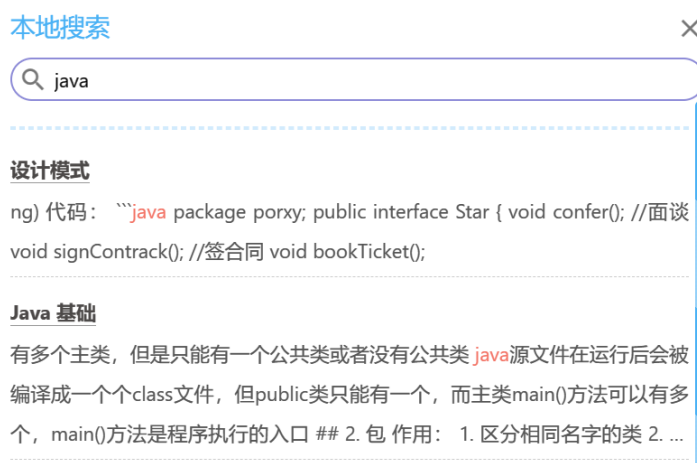 本地搜索
java
设计模式
ng) 代码： ```java package porxy; public interface Star { void confer(); //面谈
void signContrack(); //签合同 void bookTicket();
Java 基础
有多个主类，但是只能有一个公共类或者没有公共类 java源文件在运行后会被
编译成一个个class文件，但public类只能有一个，而主类main()方法可以有多
个，main()方法是程序执行的入口 ## 2. 包 作用： 1. 区分相同名字的类 2. ...